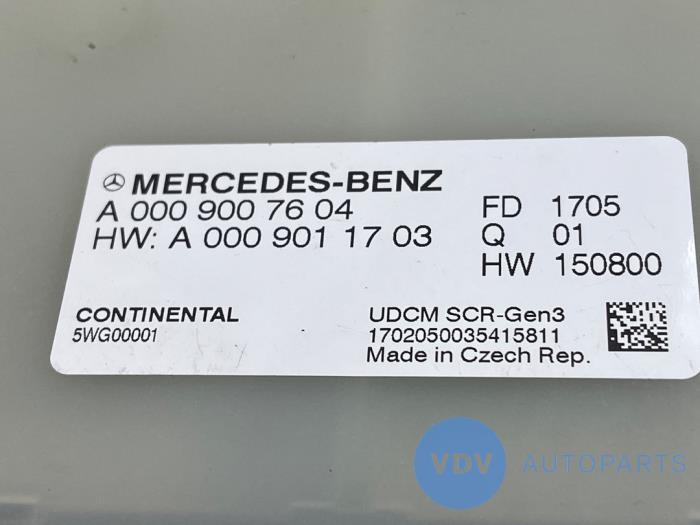 MERCEDES-BENZ
A 000 900 76 04
HW: A 000 901 17 03
FD 1705
Q 01
HW 150800
CONTINENTAL
5WG00001
UDCM SCR-Gen3
1702050035415811
Made in Czech Rep.
VDV AUTOPARTS